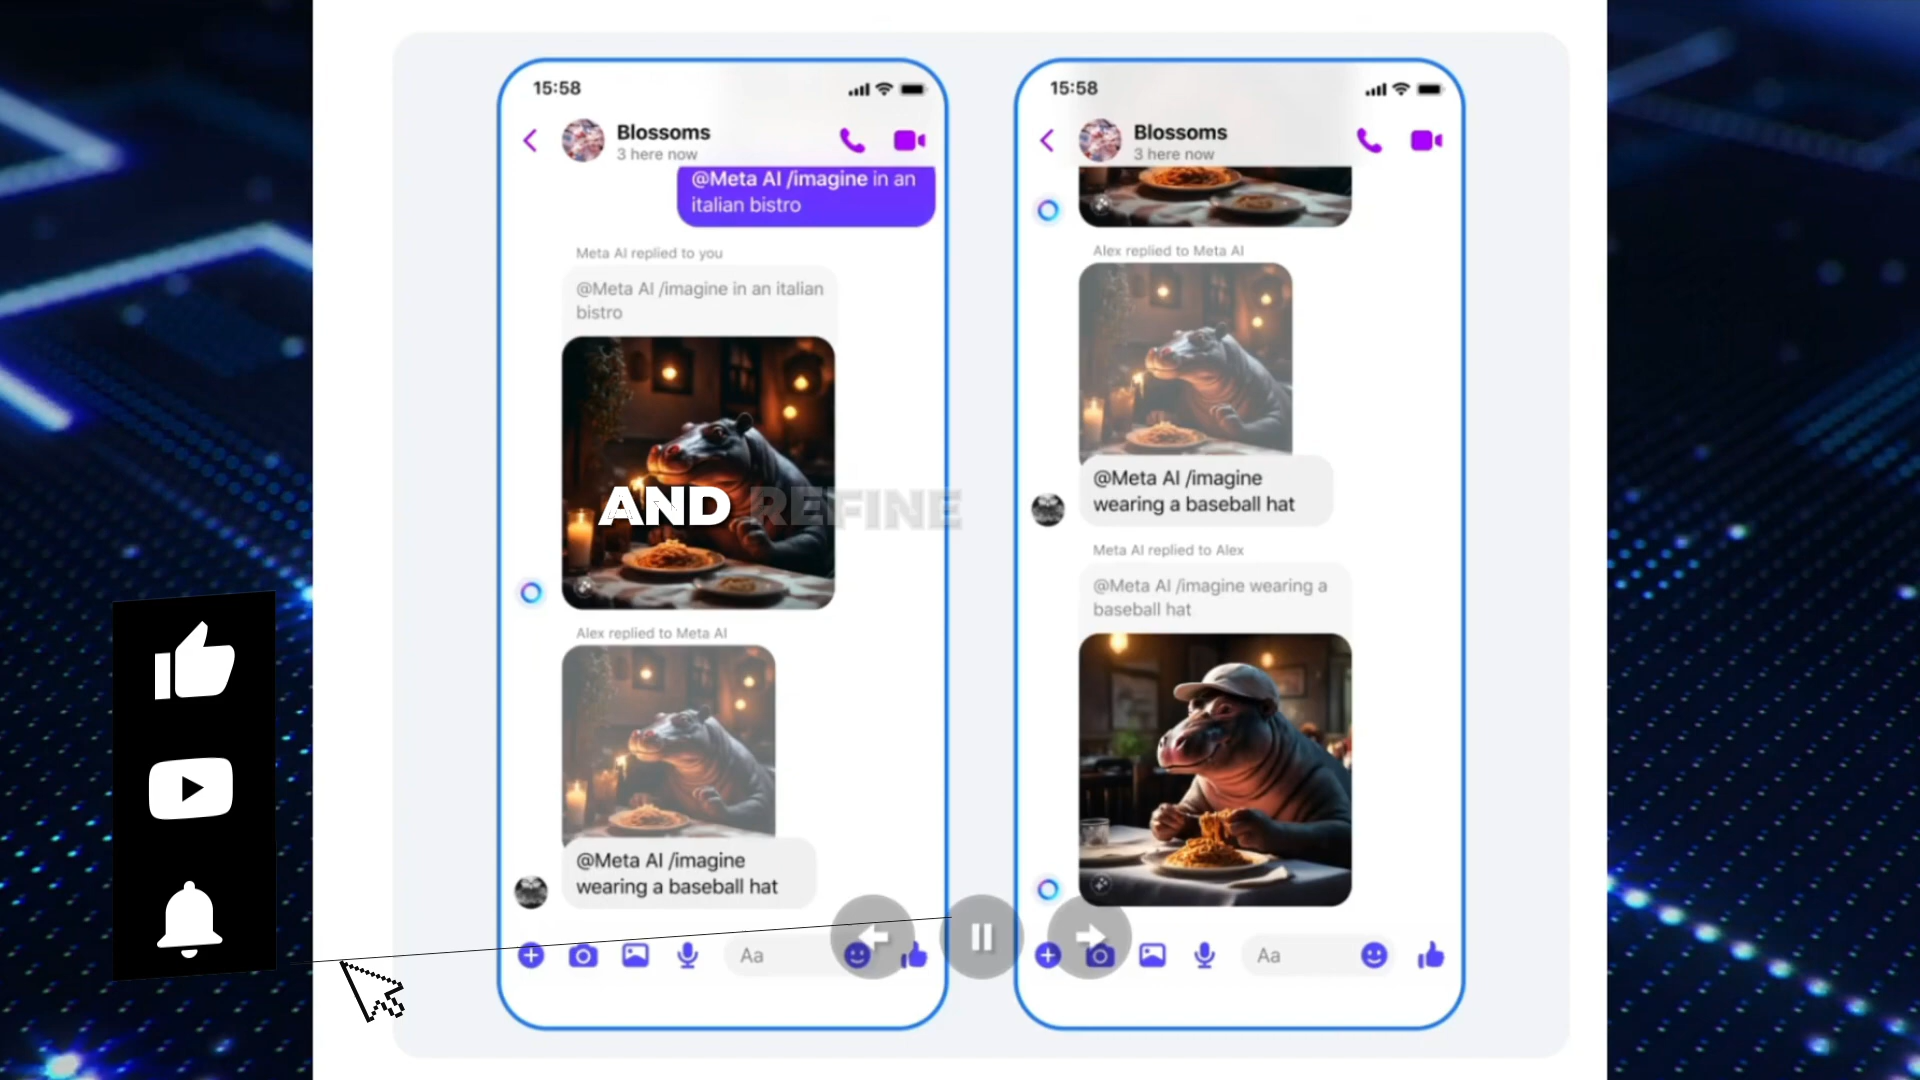 15:58
Blossoms
3 here now
@Meta AI /imagine in an
italian bistro
Meta AI replied to you
@Meta AI /imagine in an italian
bistro
AND REFINE
Alex replied to Meta AI
@Meta AI /imagine
wearing a baseball hat
Aa
15:58
Blossoms
3 here now
Alex replied to Meta AI
@Meta AI /imagine
wearing a baseball hat
Meta AI replied to Alex
@Meta AI /imagine wearing a
baseball hat
Aa